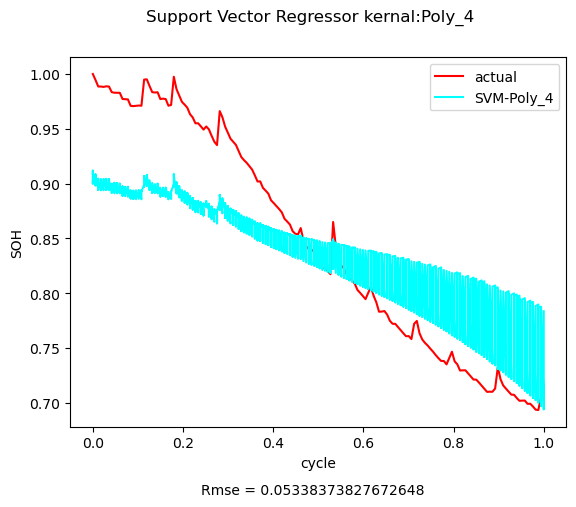 Support Vector Regressor kernal:Poly_4
actual
SVM-Poly_4
1.00
0.95
0.90
0.85
0.80
0.75
0.70
SOH
0.0 0.2 0.4 0.6 0.8 1.0
cycle
Rmse = 0.05338373827672648